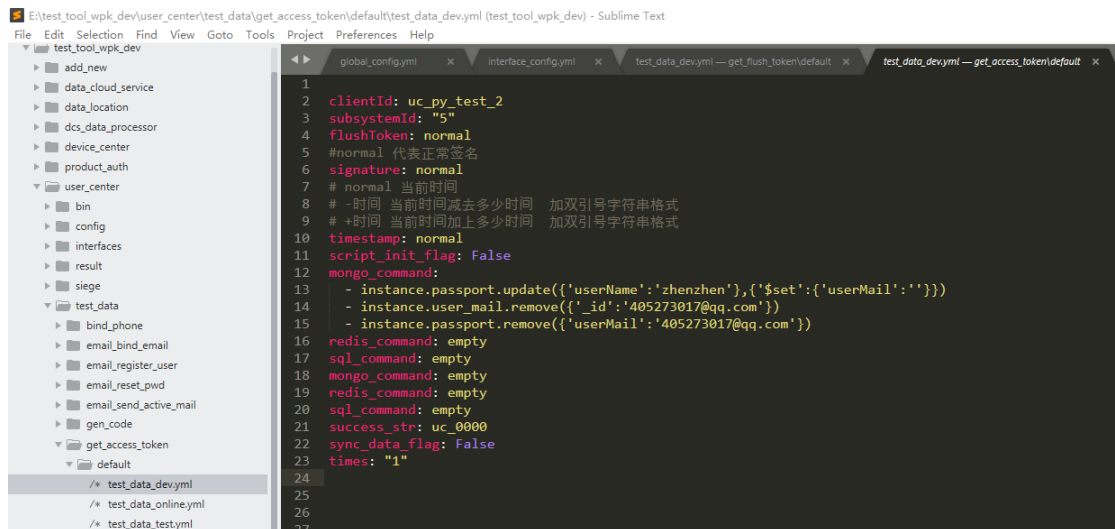 E:\test_tool_wpk_dev\user_center\test_data\get_access_token\default\test_data_dev.yml (test_tool_wpk_dev) - Sublime Text
File Edit Selection Find View Goto Tools Project Preferences Help
test_tool_wpk_dev
add_new
data_cloud_service
data_location
dcs_data_processor
device_center
product_auth
user_center
bin
config
interfaces
result
siege
test_data
bind_phone
email_bind_email
email_register_user
email_reset_pwd
email_send_active_mail
gen_code
get_access_token
default
/* test_data_dev.yml
/* test_data_online.yml
/* test_data_test.yml
global_config.yml × interface_config.yml × test_data_dev.yml — get_flush_token\default × test_data_dev.yml — get_access_token\default ×
1
2 clientId: uc_py_test_2
3 subsystemId: "5"
4 flushToken: normal
5 #normal 代表正常签名
6 signature: normal
7 # normal 当前时间
8 # -时间 当前时间减去多少时间 加双引号字符串格式
9 # +时间 当前时间加上多少时间 加双引号字符串格式
10 timestamp: normal
11 script_init_flag: False
12 mongo_command:
13 - instance.passport.update({'userName':'zhenzhen'},{'$set':{'userMail':''}})
14 - instance.user_mail.remove({'_id':'405273017@qq.com'})
15 - instance.passport.remove({'userMail':'405273017@qq.com'})
16 redis_command: empty
17 sql_command: empty
18 mongo_command: empty
19 redis_command: empty
20 sql_command: empty
21 success_str: uc_0000
22 sync_data_flag: False
23 times: "1"
24
25
26
27